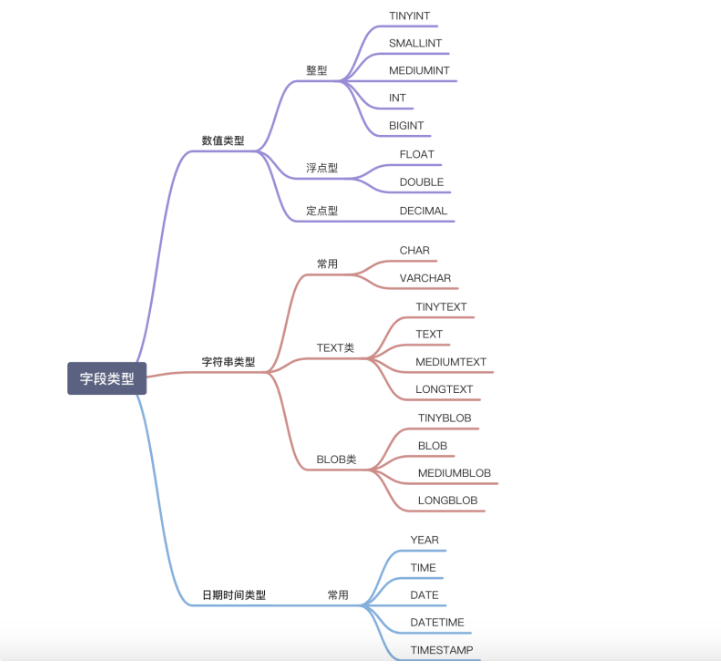 字段类型
数值类型
整型
TINYINT
SMALLINT
MEDIUMINT
INT
BIGINT
浮点型
FLOAT
DOUBLE
定点型
DECIMAL
字符串类型
常用
CHAR
VARCHAR
TEXT类
TINYTEXT
TEXT
MEDIUMTEXT
LONGTEXT
BLOB类
TINYBLOB
BLOB
MEDIUMBLOB
LONGBLOB
日期时间类型
常用
YEAR
TIME
DATE
DATETIME
TIMESTAMP